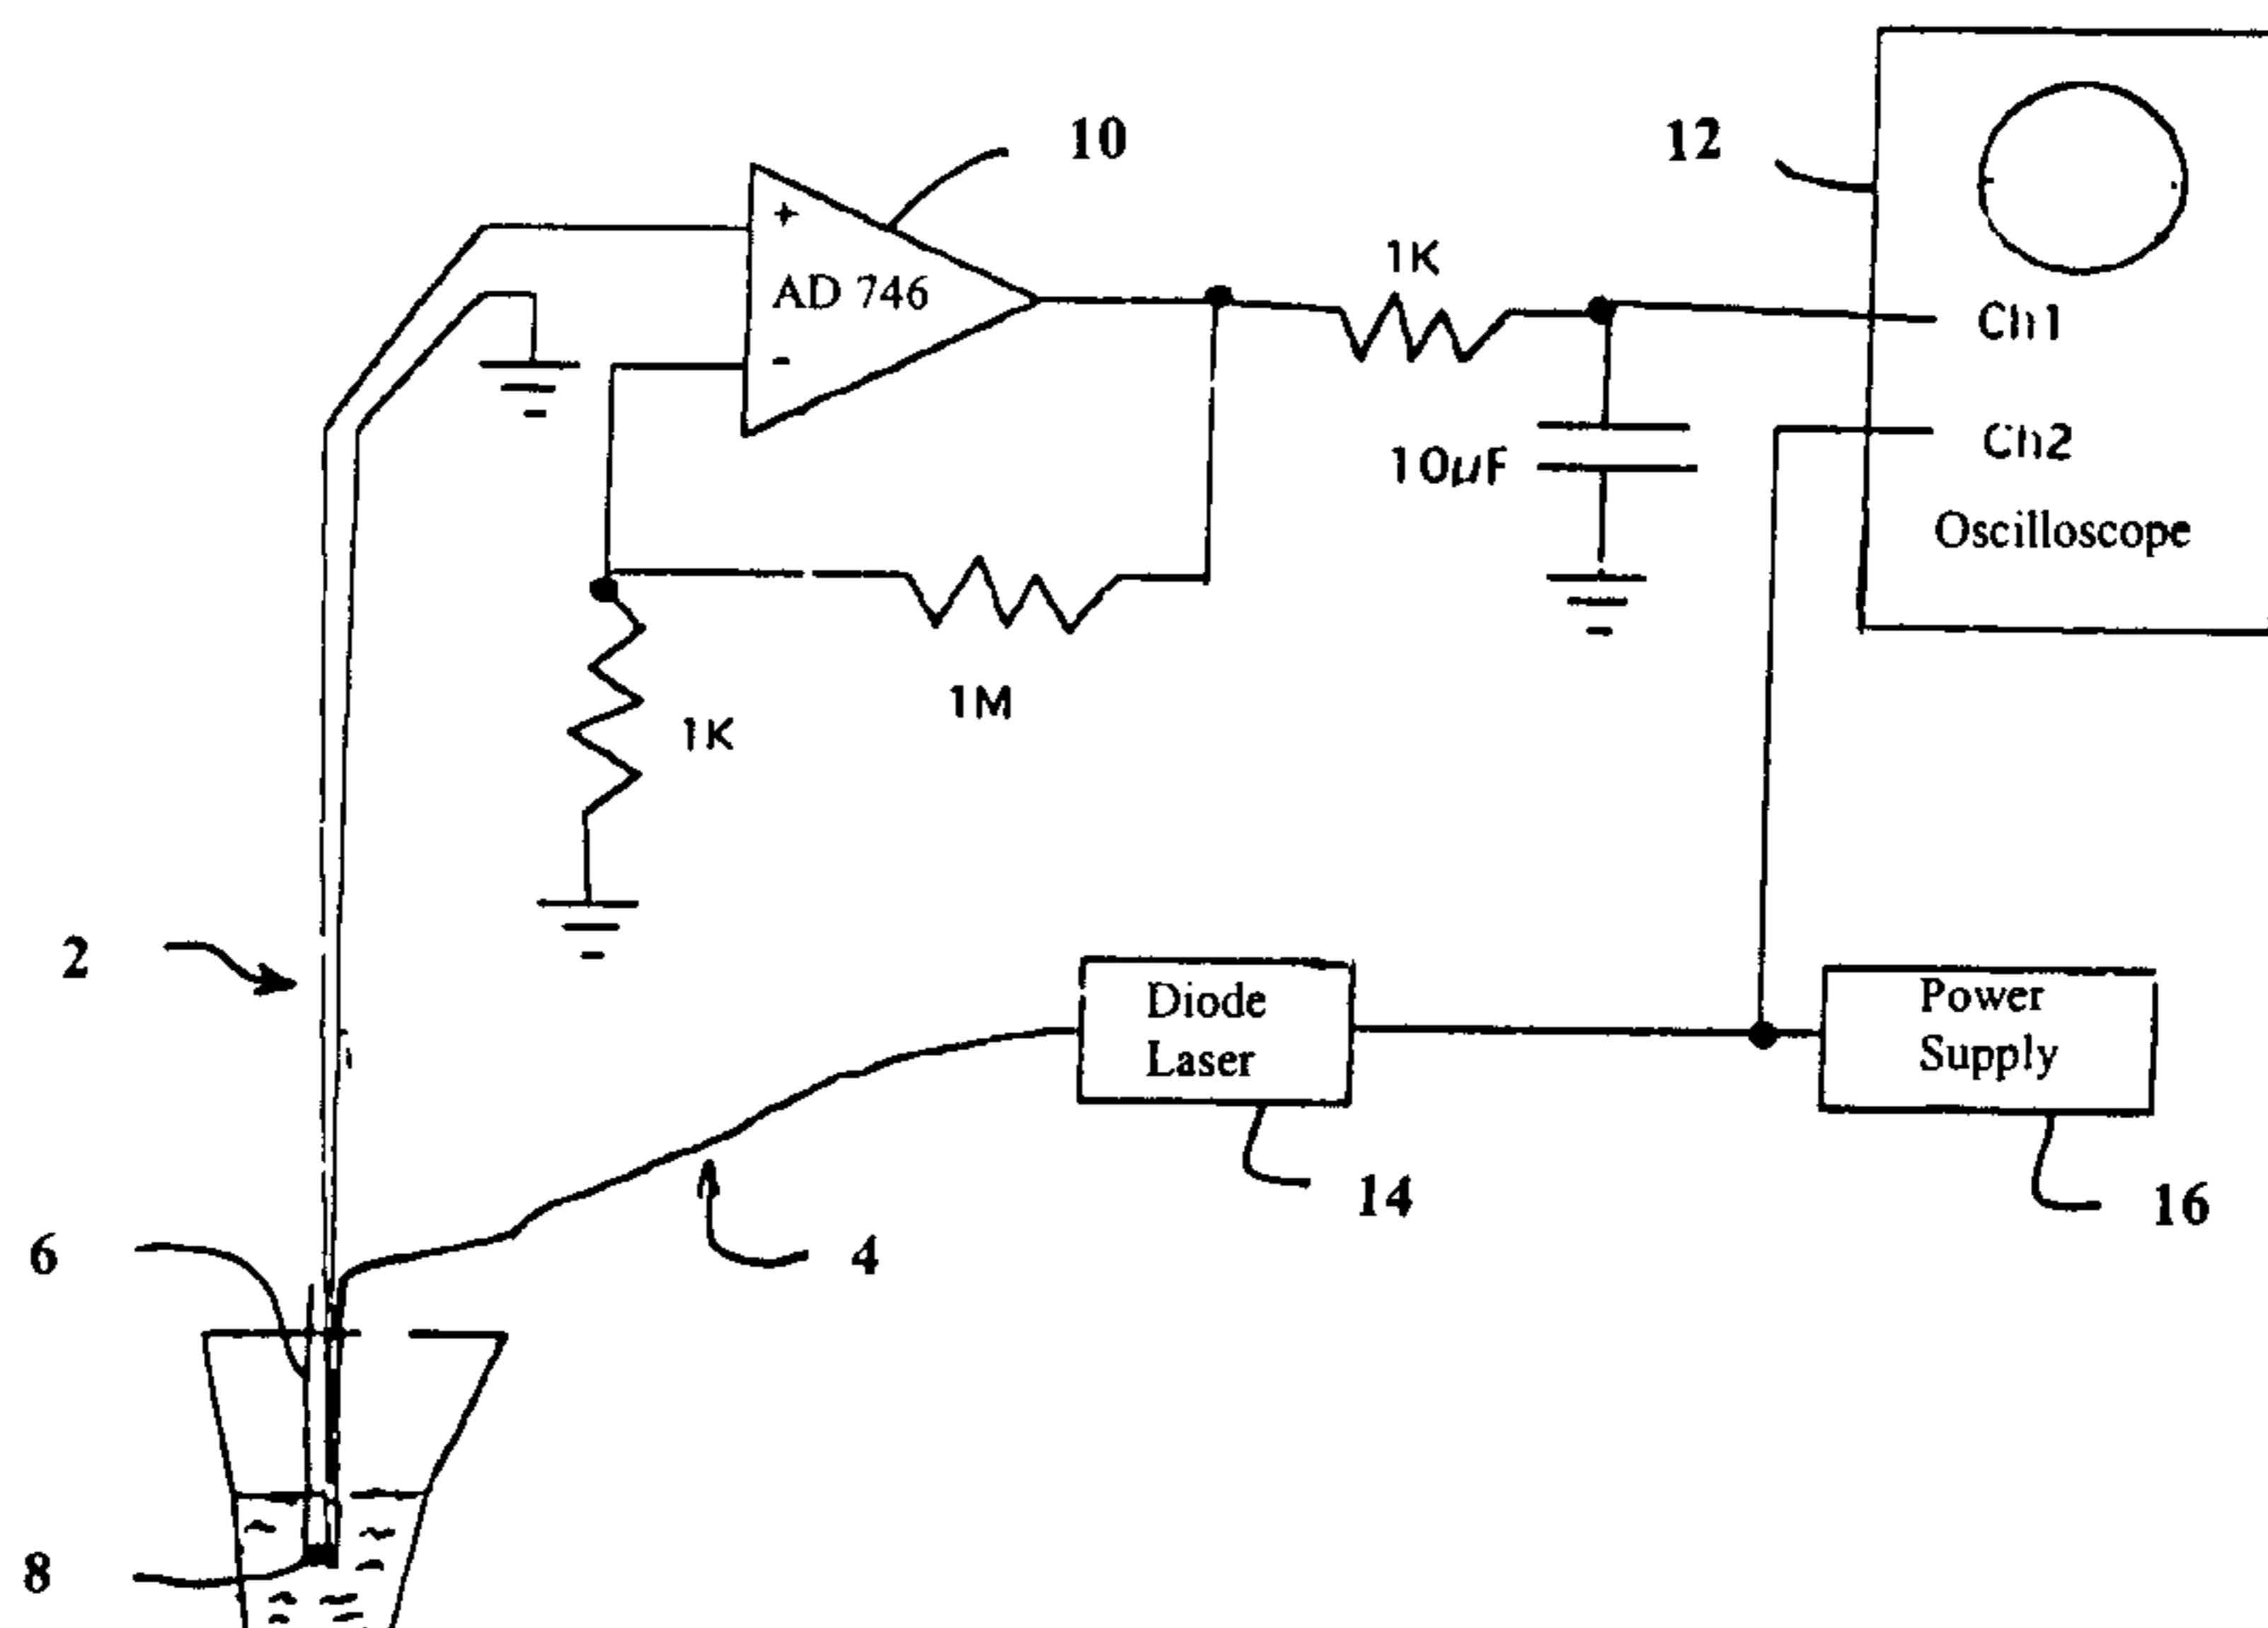 10
12
+
AD 746
-
1K
Ch1
10µF
Ch2
Oscilloscope
1M
1K
2
Diode
Laser
Power
Supply
14
16
6
4
8